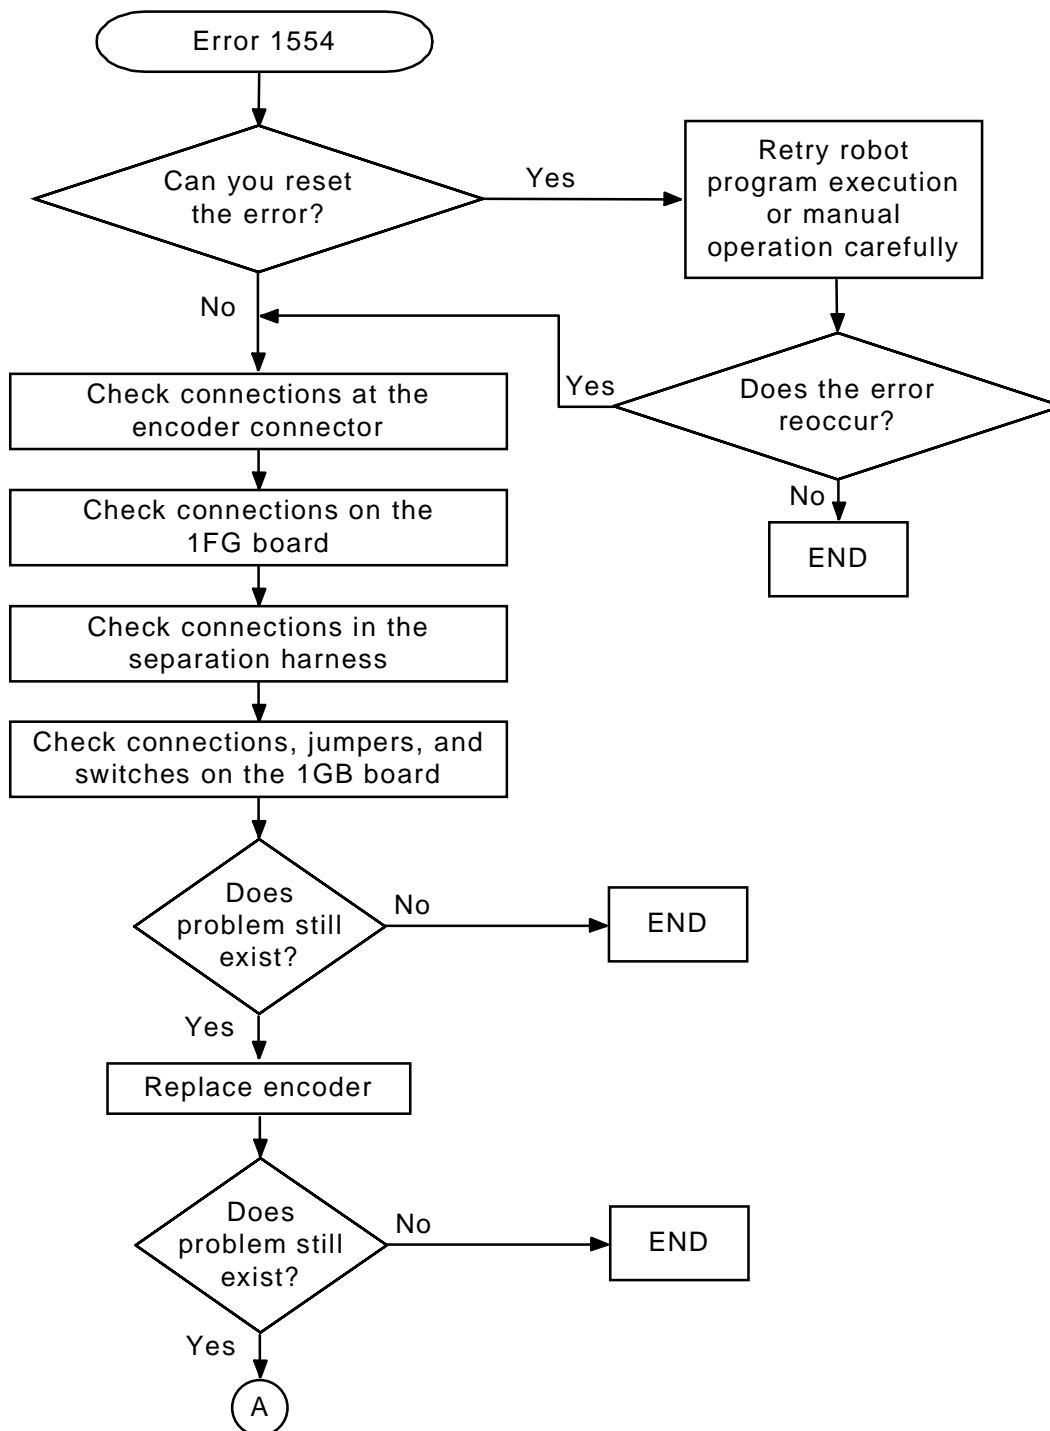 Error 1554
Can you reset
the error?
Yes
Retry robot
program execution
or manual
operation carefully
No
Does the error
reoccur?
Yes
No
END
Check connections at the
encoder connector
Check connections on the
1FG board
Check connections in the
separation harness
Check connections, jumpers, and
switches on the 1GB board
Does
problem still
exist?
No
END
Yes
Replace encoder
Does
problem still
exist?
No
END
Yes
A